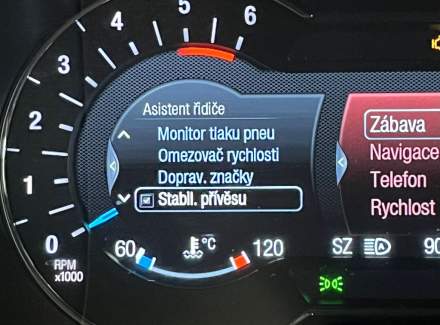 5
4
6
3
2
1
0
RPM
x1000
Asistent řidiče
Monitor tlaku pneu
Omezovač rychlosti
Doprav. značky
Stabil. přívěsu
Zábava
Navigace
Telefon
Rychlost
60
°C
120
SZ
90